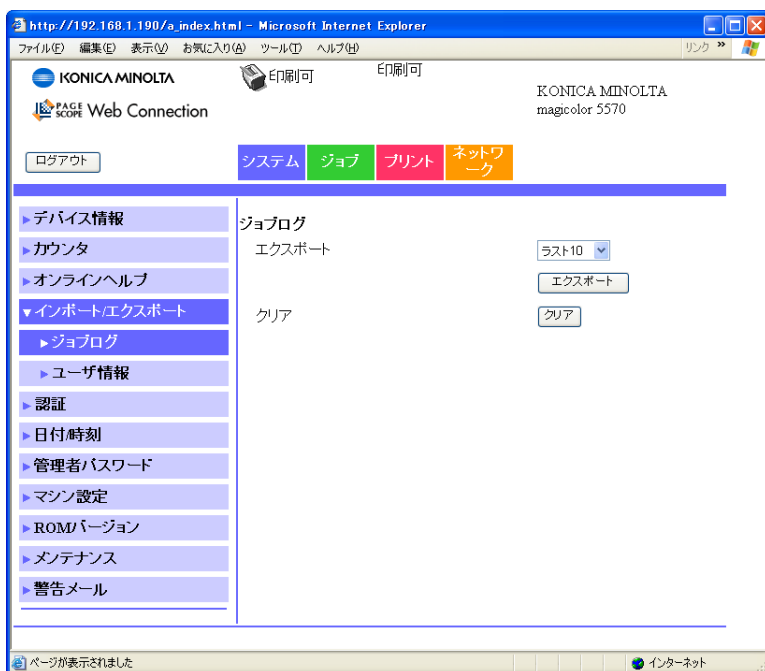 http://192.168.1.190/a_index.html - Microsoft Internet Explorer
ファイル(F) 編集(E) 表示(V) お気に入り(A) ツール(T) ヘルプ(H) リンク »
KONICA MINOLTA
印刷可
印刷可
KONICA MINOLTA
magicolor 5570
PAGE SCOPE Web Connection
ログアウト
システム
ジョブ
プリント
ネットワ
ーク
デバイス情報
カウンタ
オンラインヘルプ
インポート/エクスポート
ジョブログ
ユーザ情報
認証
日付/時刻
管理者パスワード
マシン設定
ROMバージョン
メンテナンス
警告メール
ジョブログ
エクスポート
ラスト10
エクスポート
クリア
クリア
ページが表示されました
インターネット